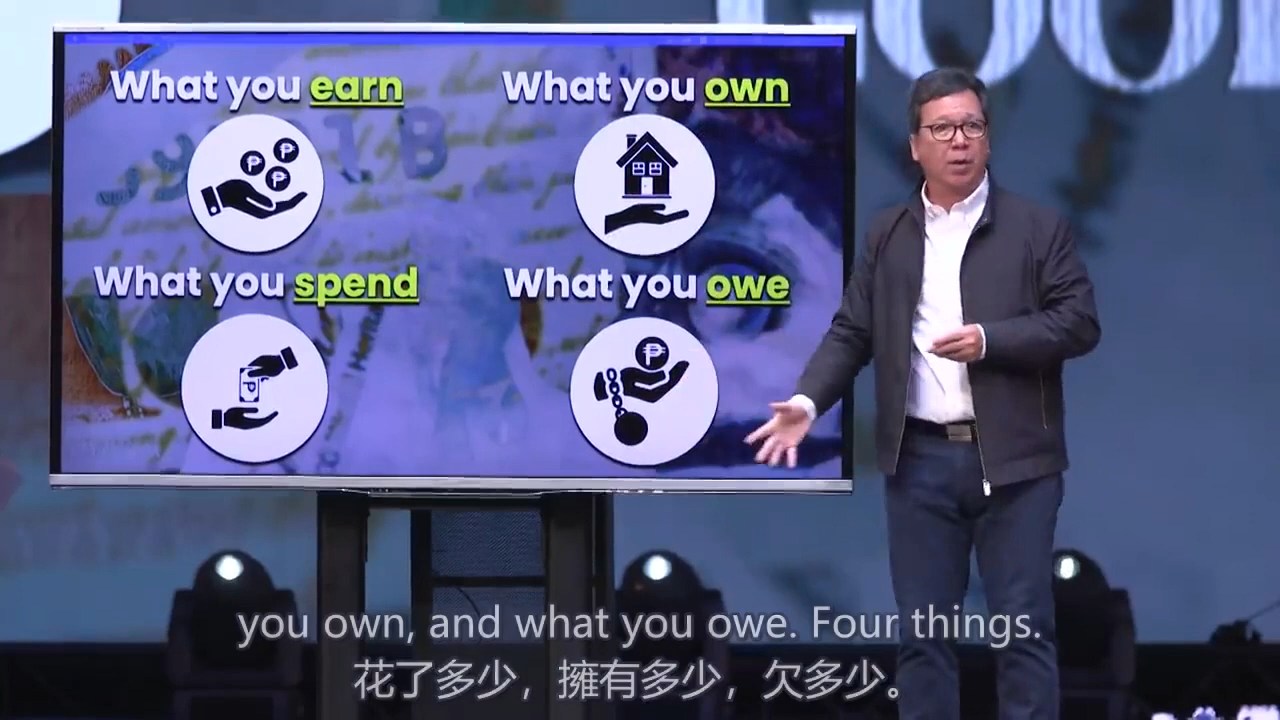 What you earn
What you own
What you spend
What you owe
you own, and what you owe. Four things.
花了多少，擁有多少，欠多少。